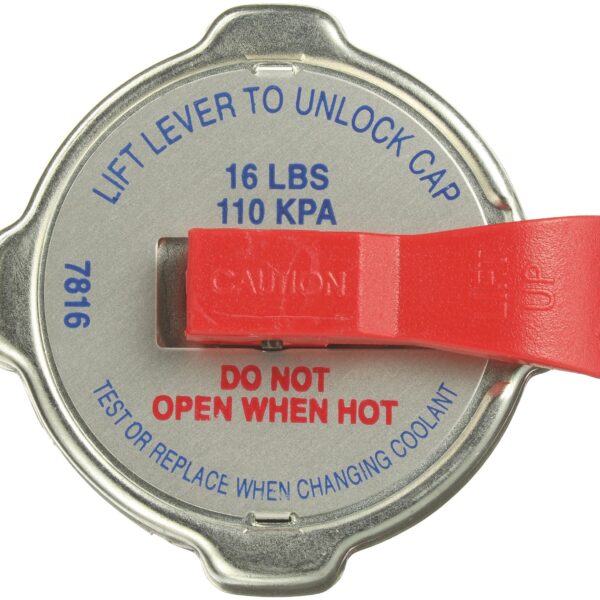 LIFT LEVER TO UNLOCK CAP
16 LBS
110 KPA
7816
CAUTION
LIFT
UP
DO NOT
OPEN WHEN HOT
TEST OR REPLACE WHEN CHANGING COOLANT